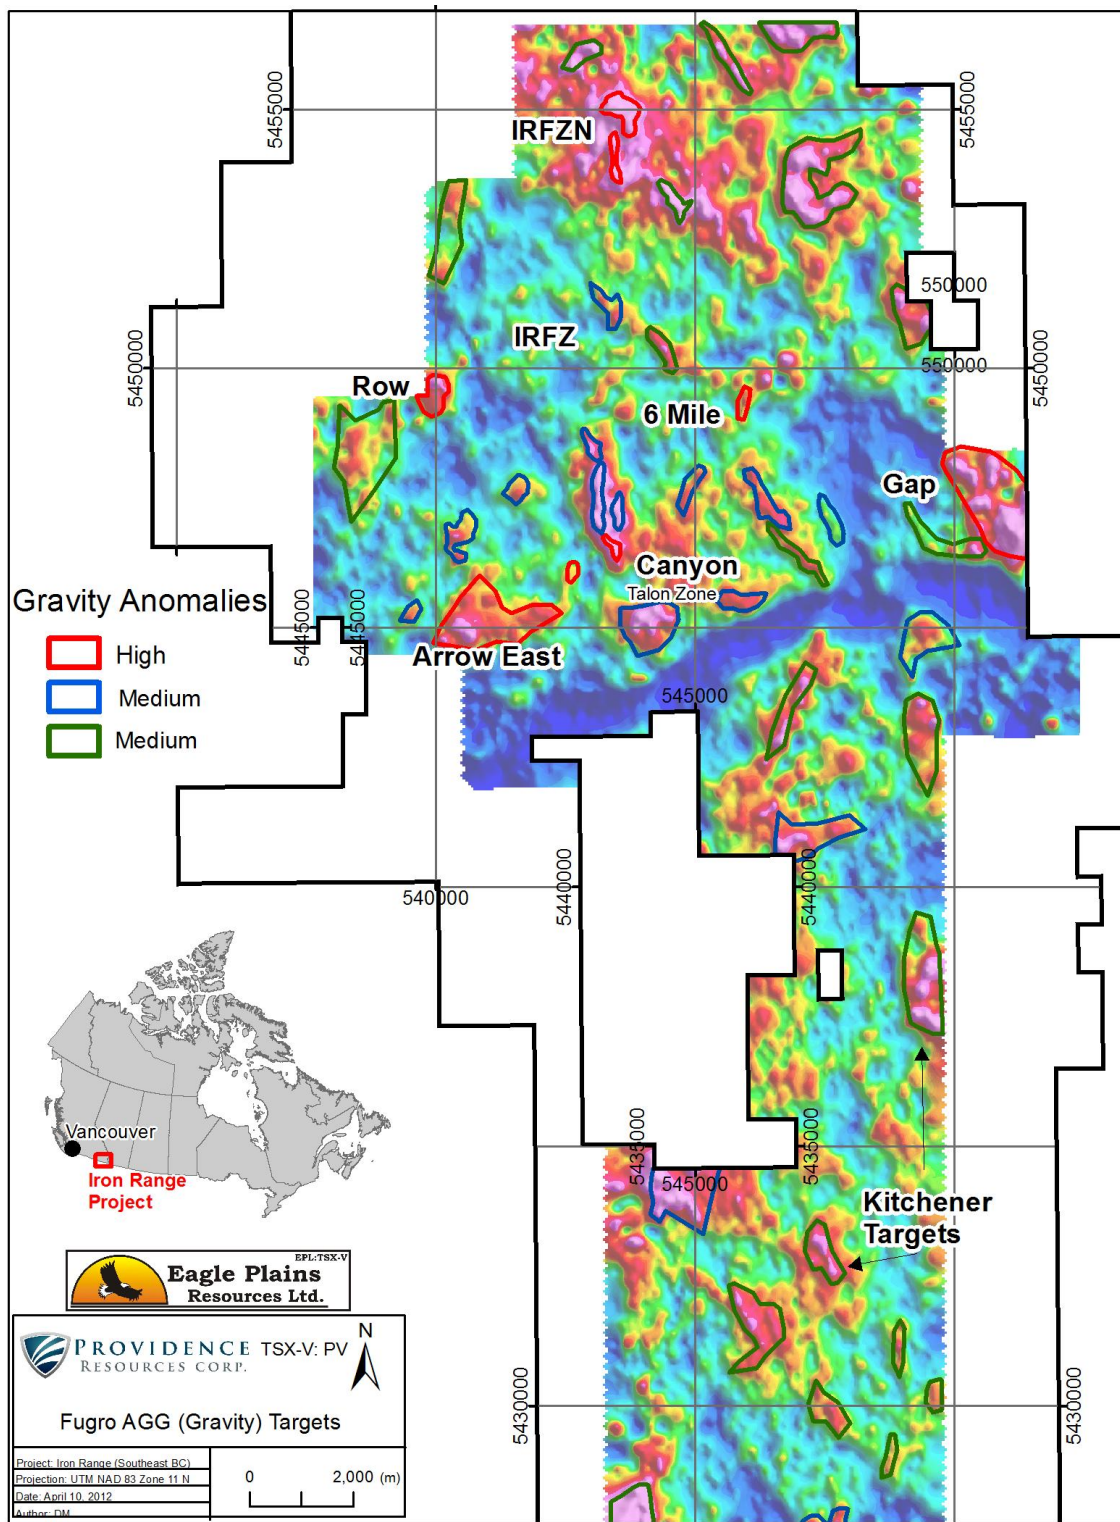 5455000
5455000
IRFZN
550000
IRFZ
550000
5450000
5450000
Row
6 Mile
Gap
Canyon
Talon Zone
Gravity Anomalies
High
Medium
Medium
5445000
5445000
Arrow East
545000
540000
5440000
5440000
Vancouver
Iron Range
Project
5435000
5435000
545000
Kitchener
Targets
EPL:TSX-V
Eagle Plains
Resources Ltd.
PROVIDENCE
RESOURCES CORP.
TSX-V: PV
N
Fugro AGG (Gravity) Targets
Project: Iron Range (Southeast BC)
Projection: UTM NAD 83 Zone 11 N
Date: April 10, 2012
Author: DM
0 2,000 (m)
5430000
5430000